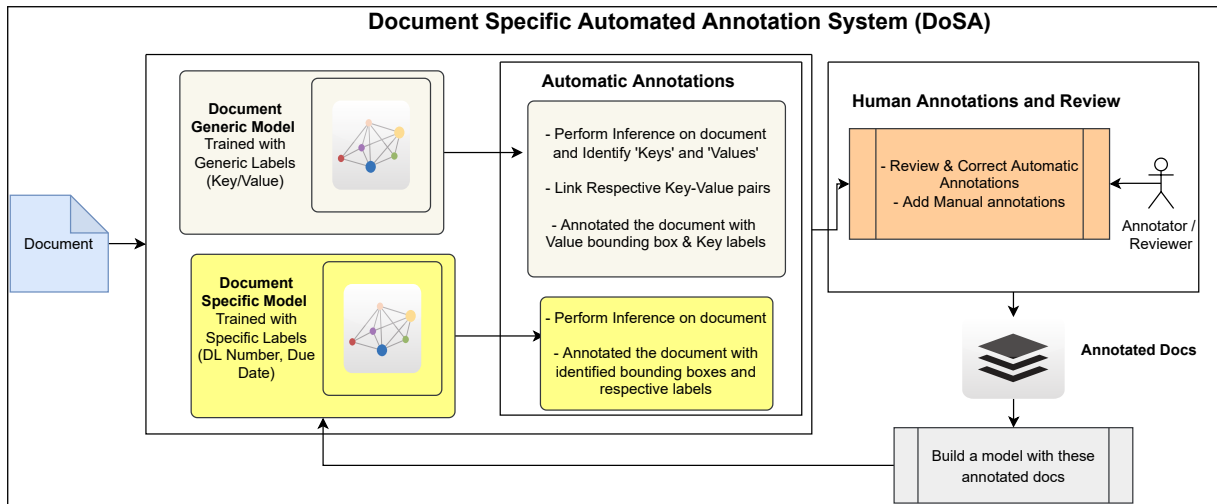 Document Specific Automated Annotation System (DoSA)
Document
Document
Generic Model
Trained with
Generic Labels
(Key/Value)
Document
Specific Model
Trained with
Specific Labels
(DL Number, Due
Date)
Automatic Annotations
- Perform Inference on document
and Identify 'Keys' and 'Values'
- Link Respective Key-Value pairs
- Annotated the document with
Value bounding box & Key labels
- Perform Inference on document
- Annotated the document with
identified bounding boxes and
respective labels
Human Annotations and Review
- Review & Correct Automatic
Annotations
- Add Manual annotations
Annotator /
Reviewer
Annotated Docs
Build a model with these
annotated docs